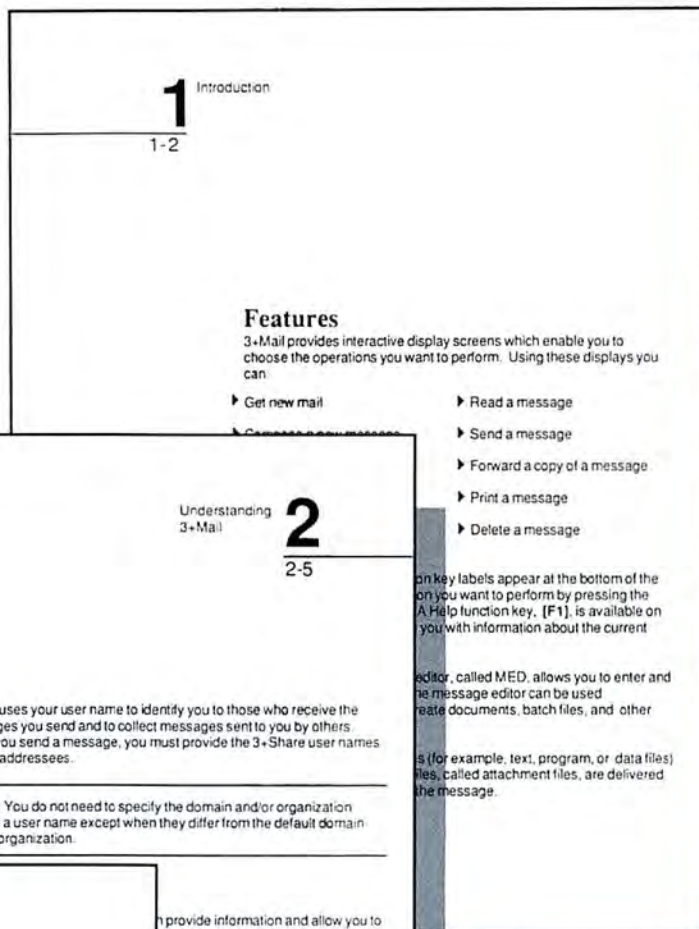 Introduction
1
1-2
Features
3+Mail provides interactive display screens which enable you to
choose the operations you want to perform. Using these displays you
can
Get new mail
Read a message
Compose a new message
Send a message
Forward a copy of a message
Print a message
Delete a message
on key labels appear at the bottom of the
on you want to perform by pressing the
A Help function key, [F1], is available on
you with information about the current
editor, called MED, allows you to enter and
he message editor can be used
reate documents, batch files, and other
s (for example, text, program, or data files)
les, called attachment files, are delivered
the message.
Understanding
3+Mail
2
2-5
uses your user name to identify you to those who receive the
ges you send and to collect messages sent to you by others
ou send a message, you must provide the 3+Share user names
addressees.
You do not need to specify the domain and/or organization
a user name except when they differ from the default domain
organization.
n provide information and allow you to